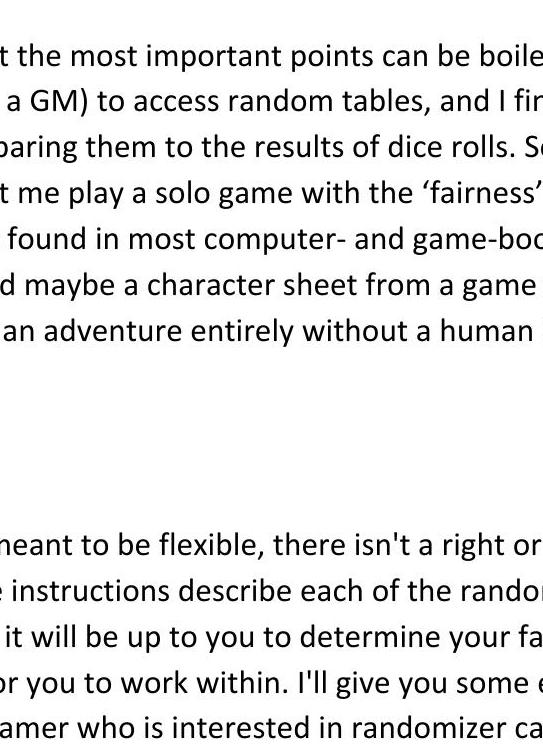 t the most important points can be boile
a GM) to access random tables, and I fin
paring them to the results of dice rolls. S
t me play a solo game with the ‘fairness’
found in most computer- and game-boo
d maybe a character sheet from a game
an adventure entirely without a human
meant to be flexible, there isn't a right or
e instructions describe each of the rando
it will be up to you to determine your fa
or you to work within. I'll give you some e
amer who is interested in randomizer ca